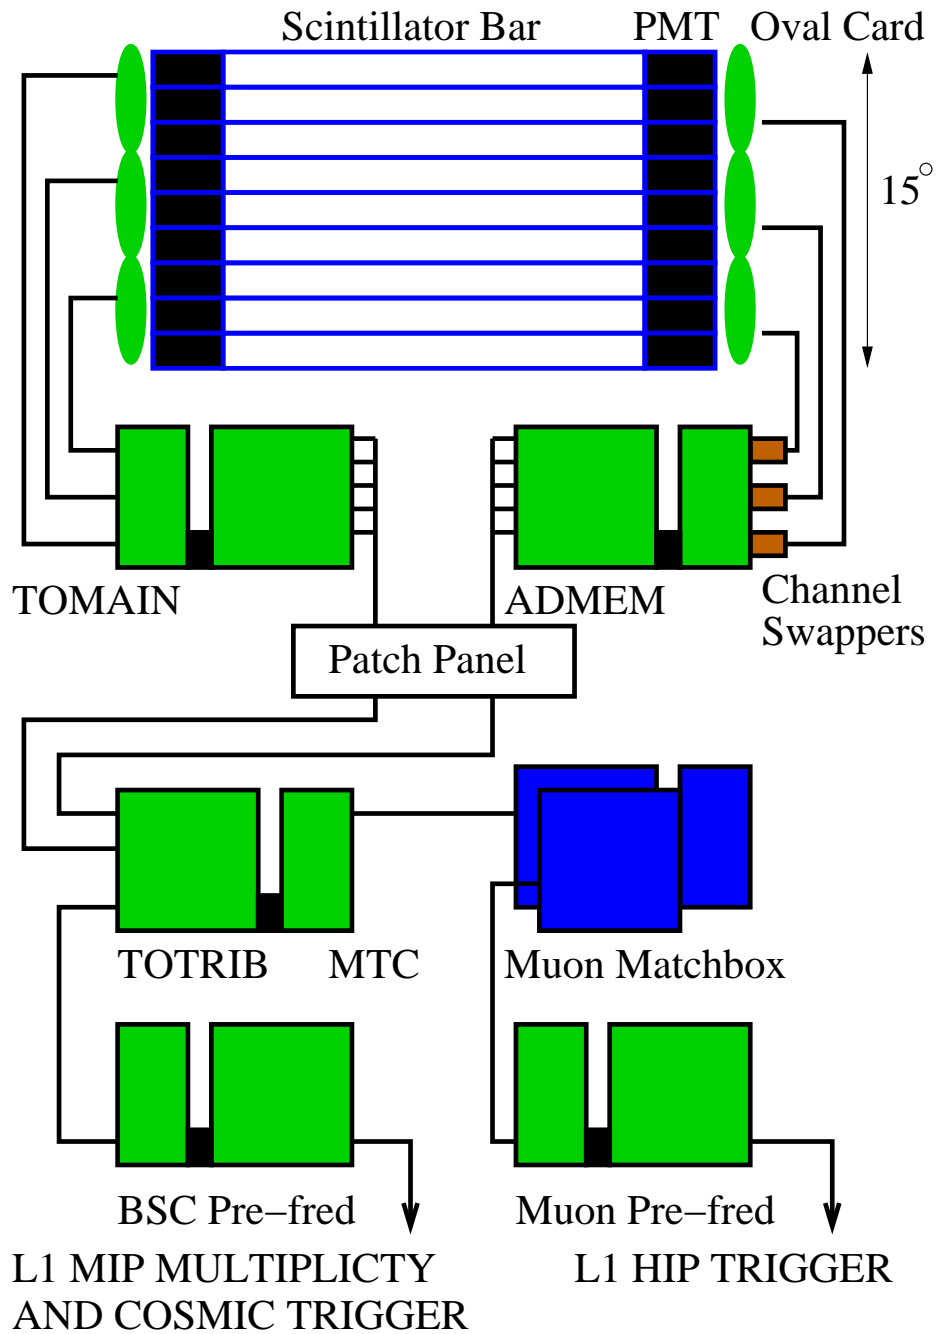 Scintillator Bar
PMT
Oval Card
15°
TOMAIN
ADMEM
Channel
Swappers
Patch Panel
TOTRIB
MTC
Muon Matchbox
BSC Pre−fred
Muon Pre−fred
L1 MIP MULTIPLICTY
AND COSMIC TRIGGER
L1 HIP TRIGGER